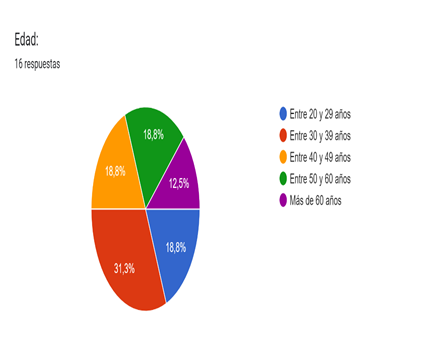 Edad:
16 respuestas
18,8%
18,8%
12,5%
31,3%
18,8%
Entre 20 y 29 años
Entre 30 y 39 años
Entre 40 y 49 años
Entre 50 y 60 años
Más de 60 años